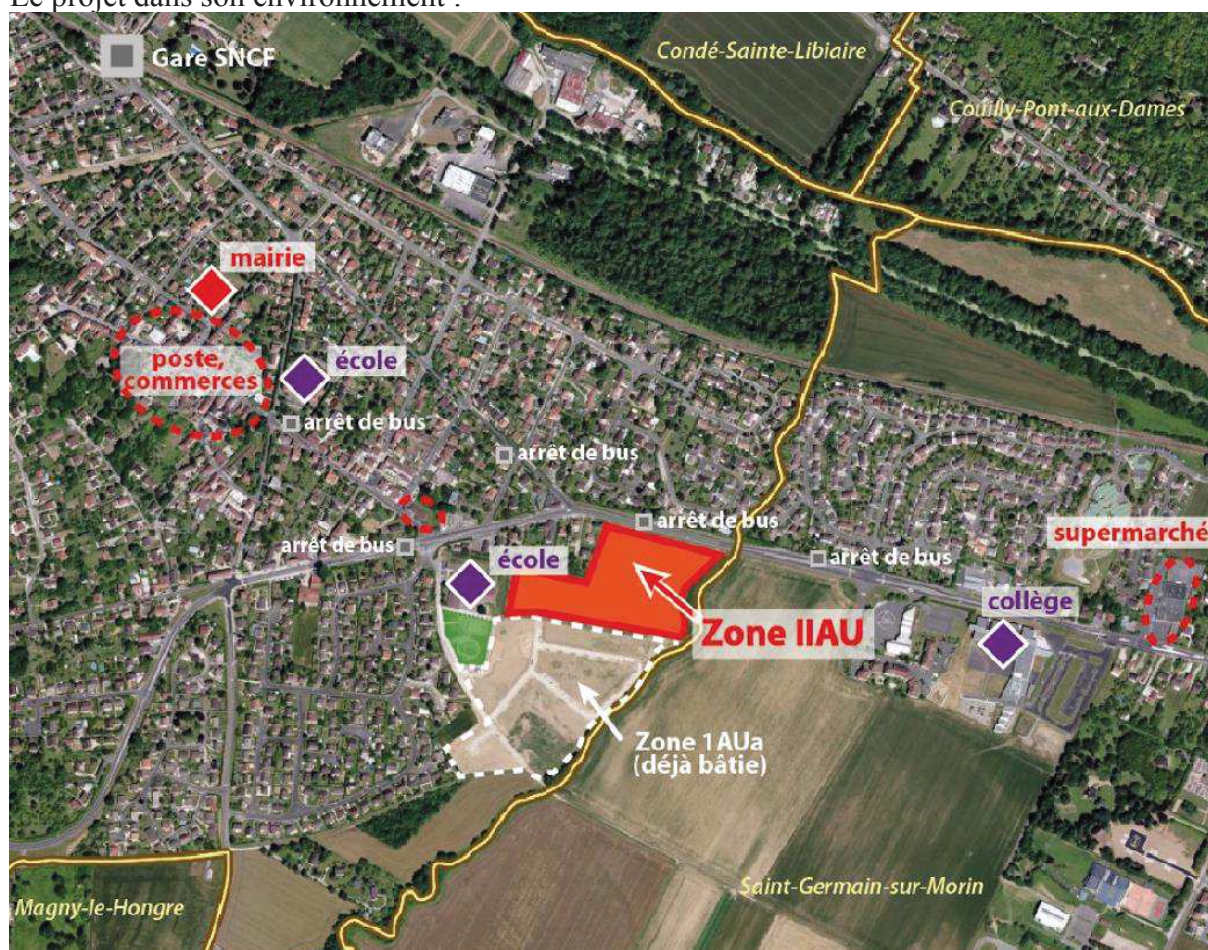 Le projet dans son environnement :
Gare SNCF
Condé-Sainte-Libiaire
Couilly-Pont-aux-Dames
mairie
poste,
commerces
école
arrêt de bus
arrêt de bus
arrêt de bus
arrêt de bus
arrêt de bus
supermarché
école
collège
Zone IIAU
Zone 1AUa
(déjà bâtie)
Saint-Germain-sur-Morin
Magny-le-Hongre